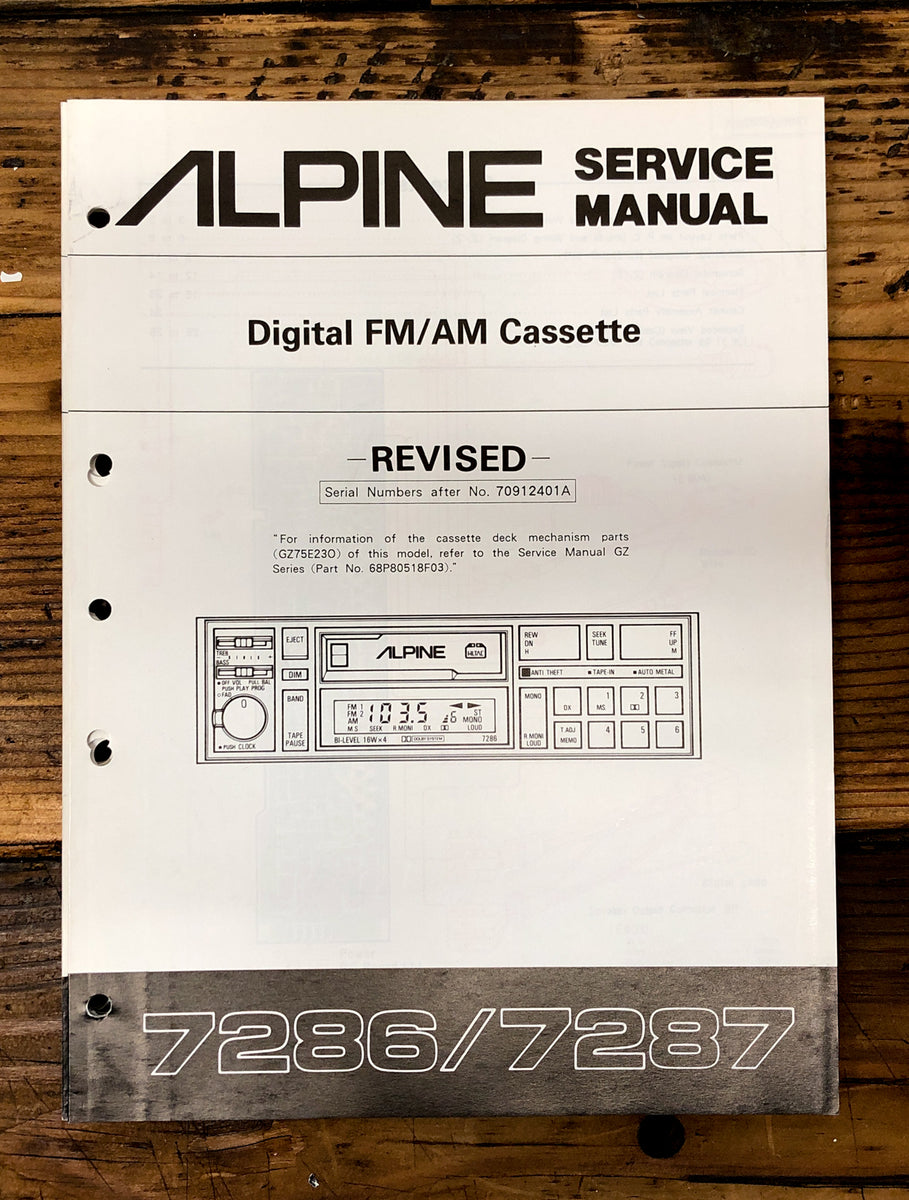 ALPINE SERVICE
MANUAL
Digital FM/AM Cassette
—REVISED—
Serial Numbers after No. 70912401A
"For information of the cassette deck mechanism parts
(GZ75E230) of this model, refer to the Service Manual GZ
Series (Part No. 68P80518F03)."
TREB
BASS
OFF VOL PULL BAL
PUSH PLAY PROG
FAD
PUSH CLOCK
EJECT
DIM
BAND
TAPE
PAUSE
ALPINE
FM 1
FM 2
AM
103.5
6
ST
MONO
M S SEEK R.MONI DX LOUD
BI-LEVEL 16W×4 DOLBY SYSTEM 7286
REW
DN
H
SEEK
TUNE
FF
UP
M
ANTI THEFT TAPE-IN AUTO METAL
MONO
R.MONI
LOUD
DX
1
MS
2
3
T.ADJ
MEMO
4
5
6
7286/7287